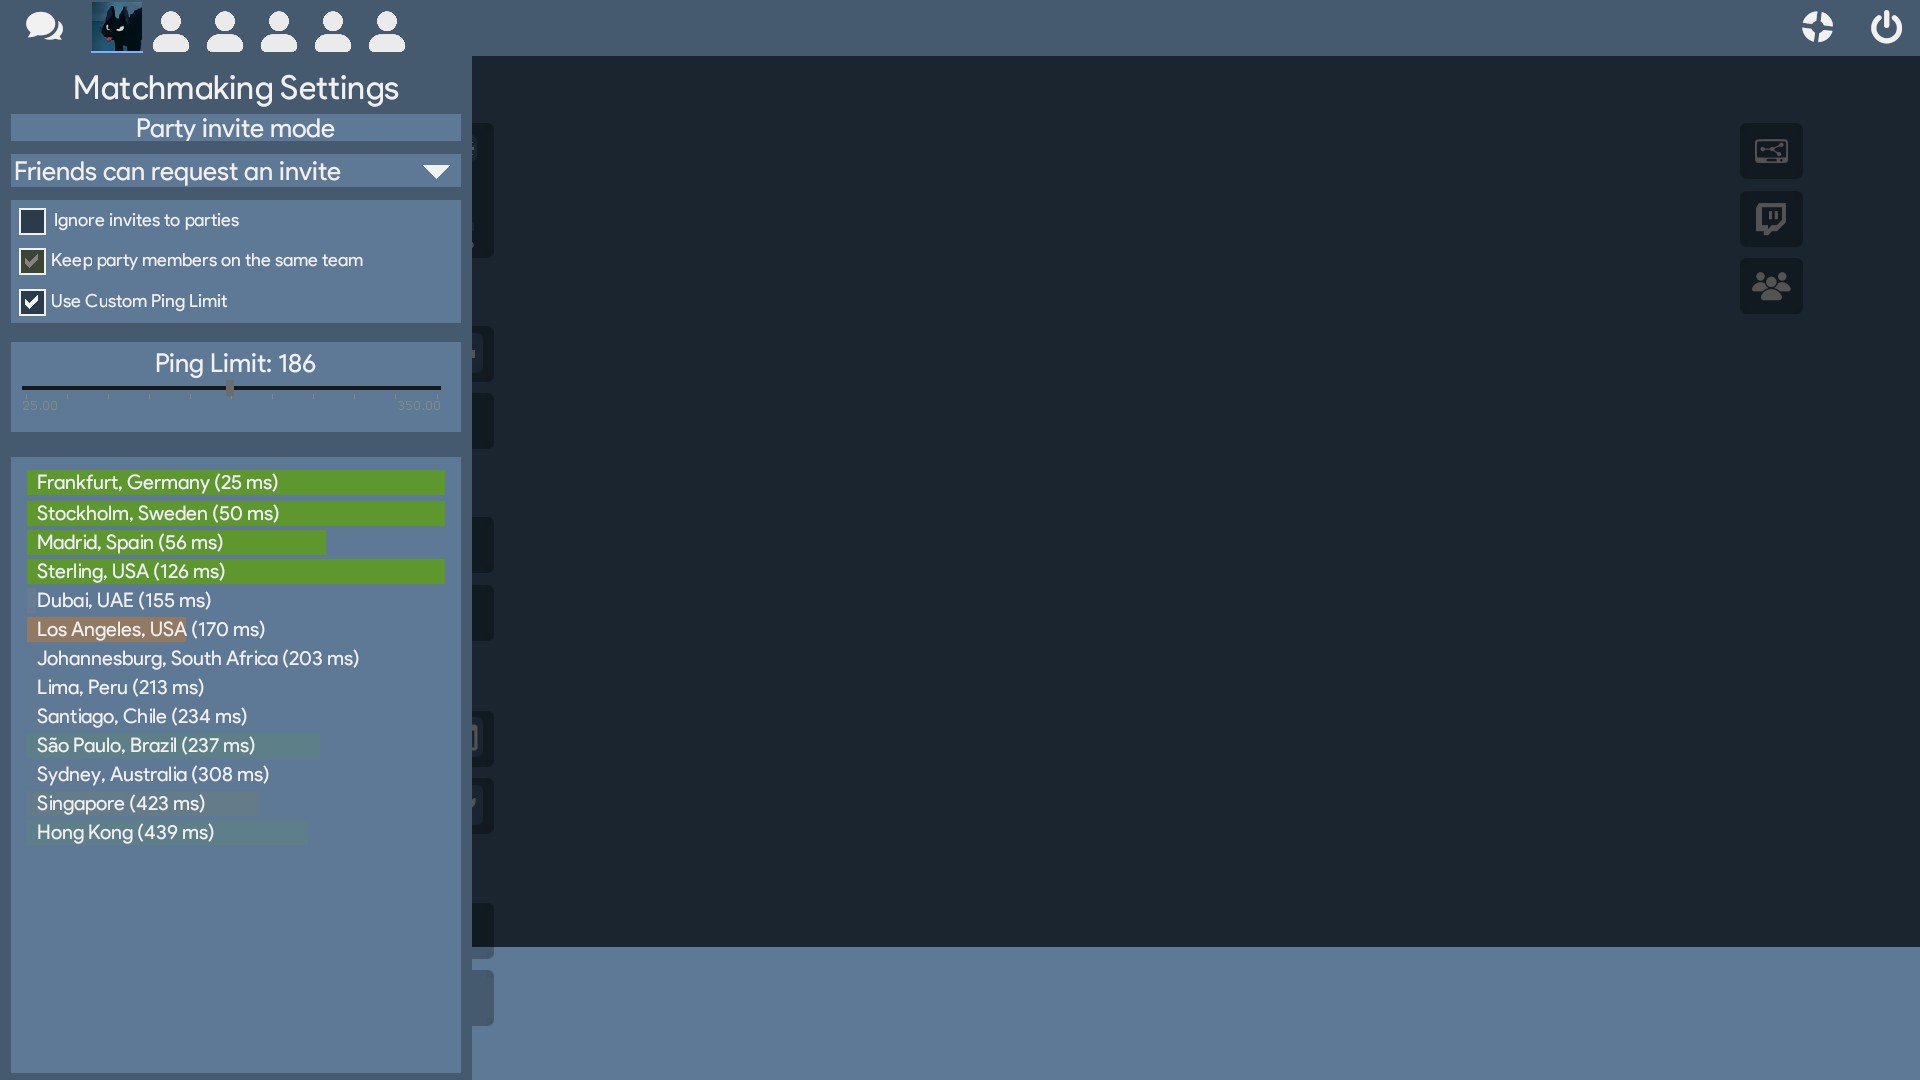 Matchmaking Settings
Party invite mode
Friends can request an invite
Ignore invites to parties
Keep party members on the same team
Use Custom Ping Limit
Ping Limit: 186
25.00 350.00
Frankfurt, Germany (25 ms)
Stockholm, Sweden (50 ms)
Madrid, Spain (56 ms)
Sterling, USA (126 ms)
Dubai, UAE (155 ms)
Los Angeles, USA (170 ms)
Johannesburg, South Africa (203 ms)
Lima, Peru (213 ms)
Santiago, Chile (234 ms)
São Paulo, Brazil (237 ms)
Sydney, Australia (308 ms)
Singapore (423 ms)
Hong Kong (439 ms)